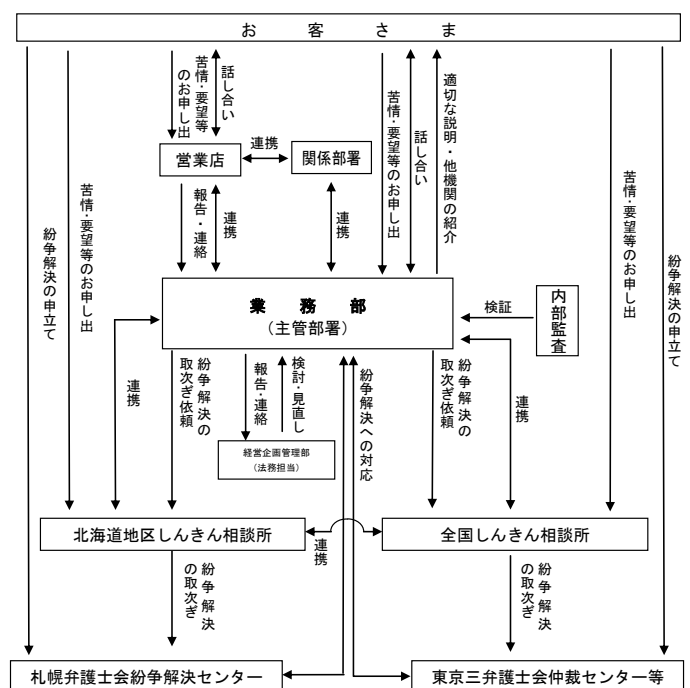 お 客 さ ま
紛争解決の申立て
苦情・要望等のお申し出
苦情・要望等
のお申し出
話し合い
苦情・要望等のお申し出
話し合い
適切な説明・他機関の紹介
苦情・要望等のお申し出
紛争解決の申立て
営業店
連携
関係部署
報告・連絡
連携
連携
業 務 部
(主管部署)
検証
内部監査
連携
紛争解決の
取次ぎ依頼
報告・連絡
検討・見直し
紛争解決への対応
紛争解決の
取次ぎ依頼
連携
経営企画管理部
(法務担当)
北海道地区しんきん相談所
連携
全国しんきん相談所
紛争解決
の取次ぎ
紛争解決
の取次ぎ
札幌弁護士会紛争解決センター
東京三弁護士会仲裁センター等